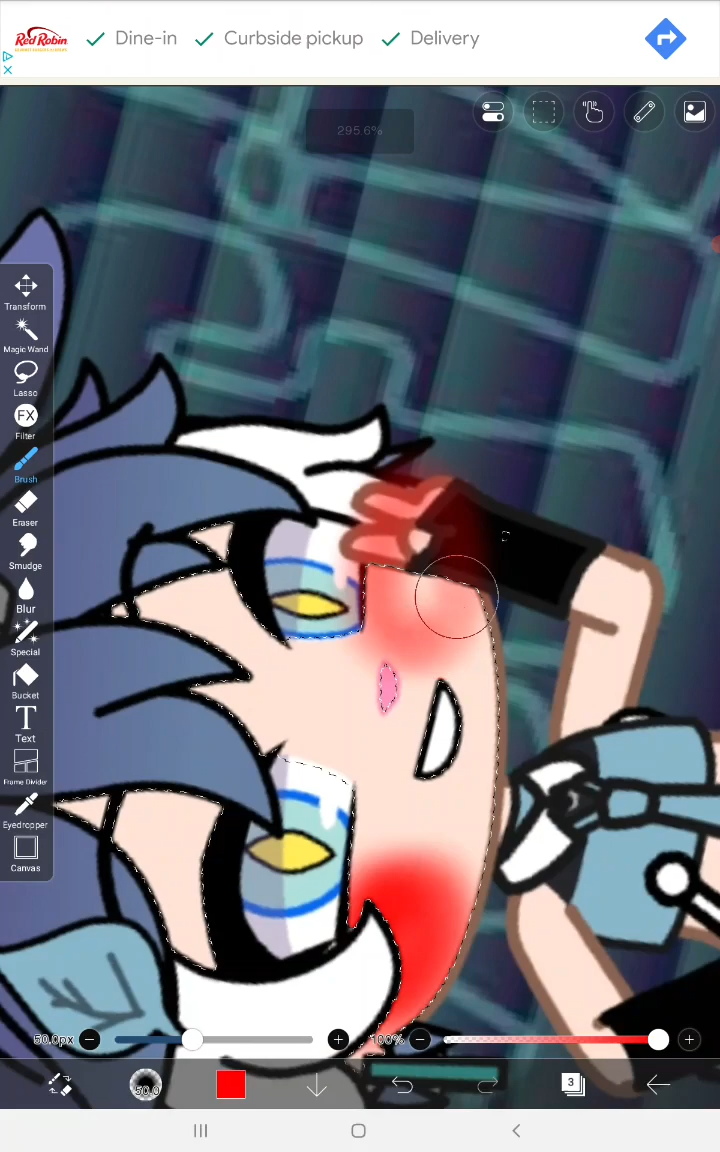 Red Robin
Dine-in
Curbside pickup
Delivery
295.6%
Transform
Magic Wand
Lasso
FX
Filter
Brush
Eraser
Smudge
Blur
Special
Bucket
T
Text
Frame Divider
Eyedropper
Canvas
50.0px
100%
50.0
3